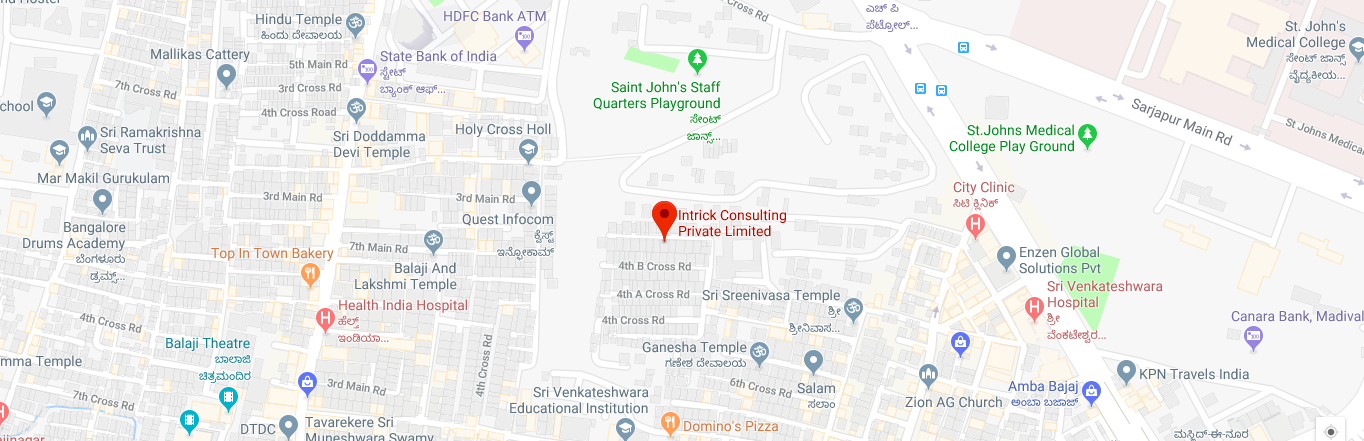 Hindu Temple
ಹಿಂದು ದೇವಾಲಯ
HDFC Bank ATM
Mallikas Cattery
State Bank of India
ಸ್ಟೇಟ್
ಬ್ಯಾಂಕ್ ಆಫ್...
5th Main Rd
7th Cross Rd
3rd Cross Rd
4th Cross Road
School
Sri Ramakrishna
Seva Trust
Sri Doddamma
Devi Temple
Holy Cross Holl
Mar Makil Gurukulam
3rd Main Rd
3rd Main Rd
Bangalore
Drums Academy
ಬೆಂಗಳೂರು
ಡ್ರಮ್ಸ್...
Quest Infocom
ಕ್ವೆಸ್ಟ್
ಇನ್ಫೋಕಾಮ್
7th Main Rd
Top In Town Bakery
Balaji And
Lakshmi Temple
Health India Hospital
ಹೆಲ್ತ್
ಇಂಡಿಯಾ...
4th Cross Rd
Balaji Theatre
ಬಾಲಾಜಿ
ಚಿತ್ರಮಂದಿರ
3rd Main Rd
7th Cross Rd
4th Cross Rd
DTDC
Tavarekere Sri
Muneshwara Swamy
Saint John's Staff
Quarters Playground
ಸೇಂಟ್
ಜಾನ್ಸ್...
Cross Rd
ಎಚ್ ಪಿ
ಪೆಟ್ರೋಲ್...
St. John's
Medical College
ಸೇಂಟ್ ಜಾನ್ಸ್
ವೈದ್ಯಕೀಯ...
Sarjapur Main Rd
St Johns Medical
St.Johns Medical
College Play Ground
City Clinic
ಸಿಟಿ ಕ್ಲಿನಿಕ್
Intrick Consulting
Private Limited
4th B Cross Rd
4th A Cross Rd
4th Cross Rd
Enzen Global
Solutions Pvt
Sri Venkateshwara
Hospital
ಶ್ರೀ
ವೆಂಕಟೇಶ್ವರ...
Sri Sreenivasa Temple
ಶ್ರೀ
ಶ್ರೀನಿವಾಸ...
Canara Bank, Madival
Ganesha Temple
ಗಣೇಶ ದೇವಾಲಯ
6th Cross Rd
Salam
ಸಲಾಂ
Zion AG Church
Amba Bajaj
ಅಂಬಾ ಬಜಾಜ್
KPN Travels India
Sri Venkateshwara
Educational Institution
Domino's Pizza
ಮಸ್ಜಿದ್-ಈ-ನೂರ